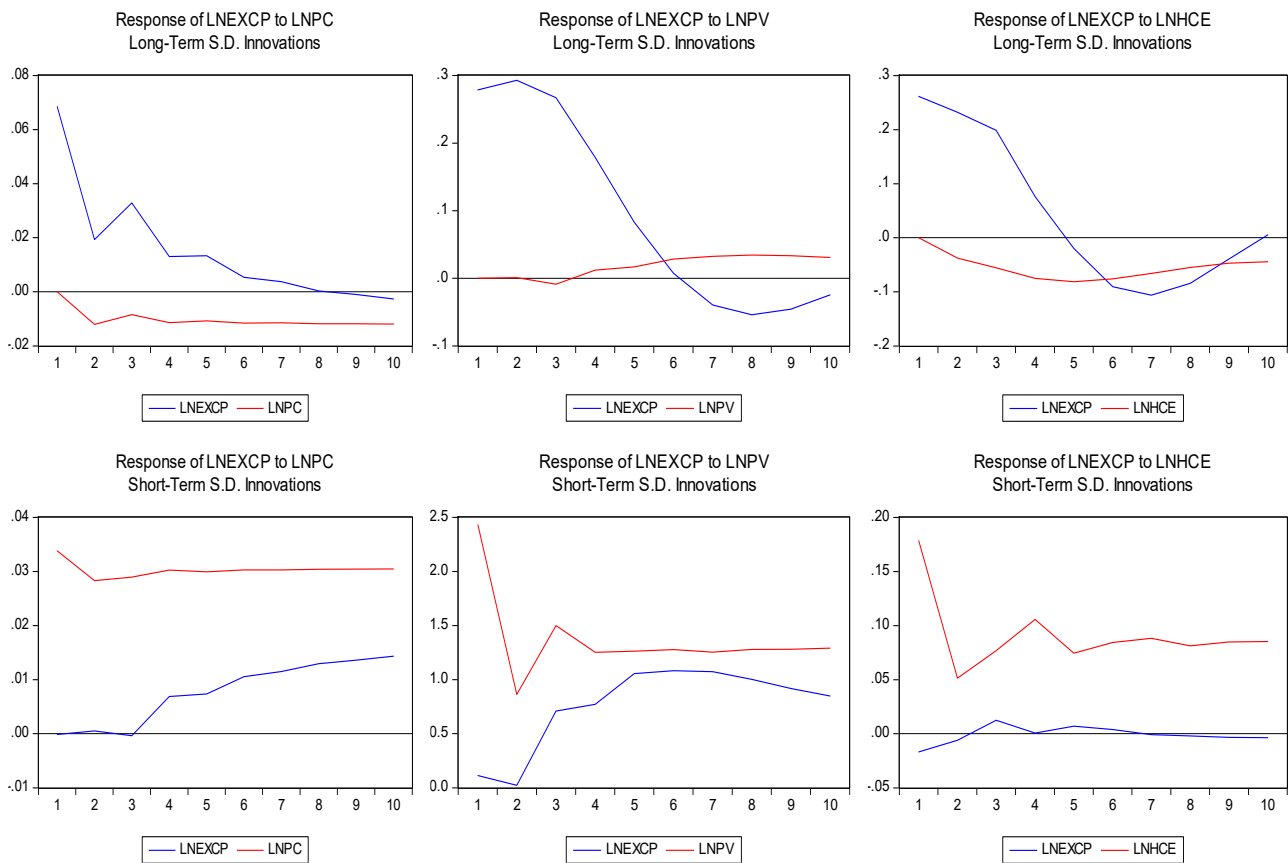 Response of LNEXCP to LNPC
Long-Term S.D. Innovations
.08
.06
.04
.02
.00
-.02
1 2 3 4 5 6 7 8 9 10
LNEXCP LNPC
Response of LNEXCP to LNPV
Long-Term S.D. Innovations
.3
.2
.1
.0
-.1
1 2 3 4 5 6 7 8 9 10
LNEXCP LNPV
Response of LNEXCP to LNHCE
Long-Term S.D. Innovations
.3
.2
.1
.0
-.1
-.2
1 2 3 4 5 6 7 8 9 10
LNEXCP LNHCE
Response of LNEXCP to LNPC
Short-Term S.D. Innovations
.04
.03
.02
.01
.00
-.01
1 2 3 4 5 6 7 8 9 10
LNEXCP LNPC
Response of LNEXCP to LNPV
Short-Term S.D. Innovations
2.5
2.0
1.5
1.0
0.5
0.0
1 2 3 4 5 6 7 8 9 10
LNEXCP LNPV
Response of LNEXCP to LNHCE
Short-Term S.D. Innovations
.20
.15
.10
.05
.00
-.05
1 2 3 4 5 6 7 8 9 10
LNEXCP LNHCE